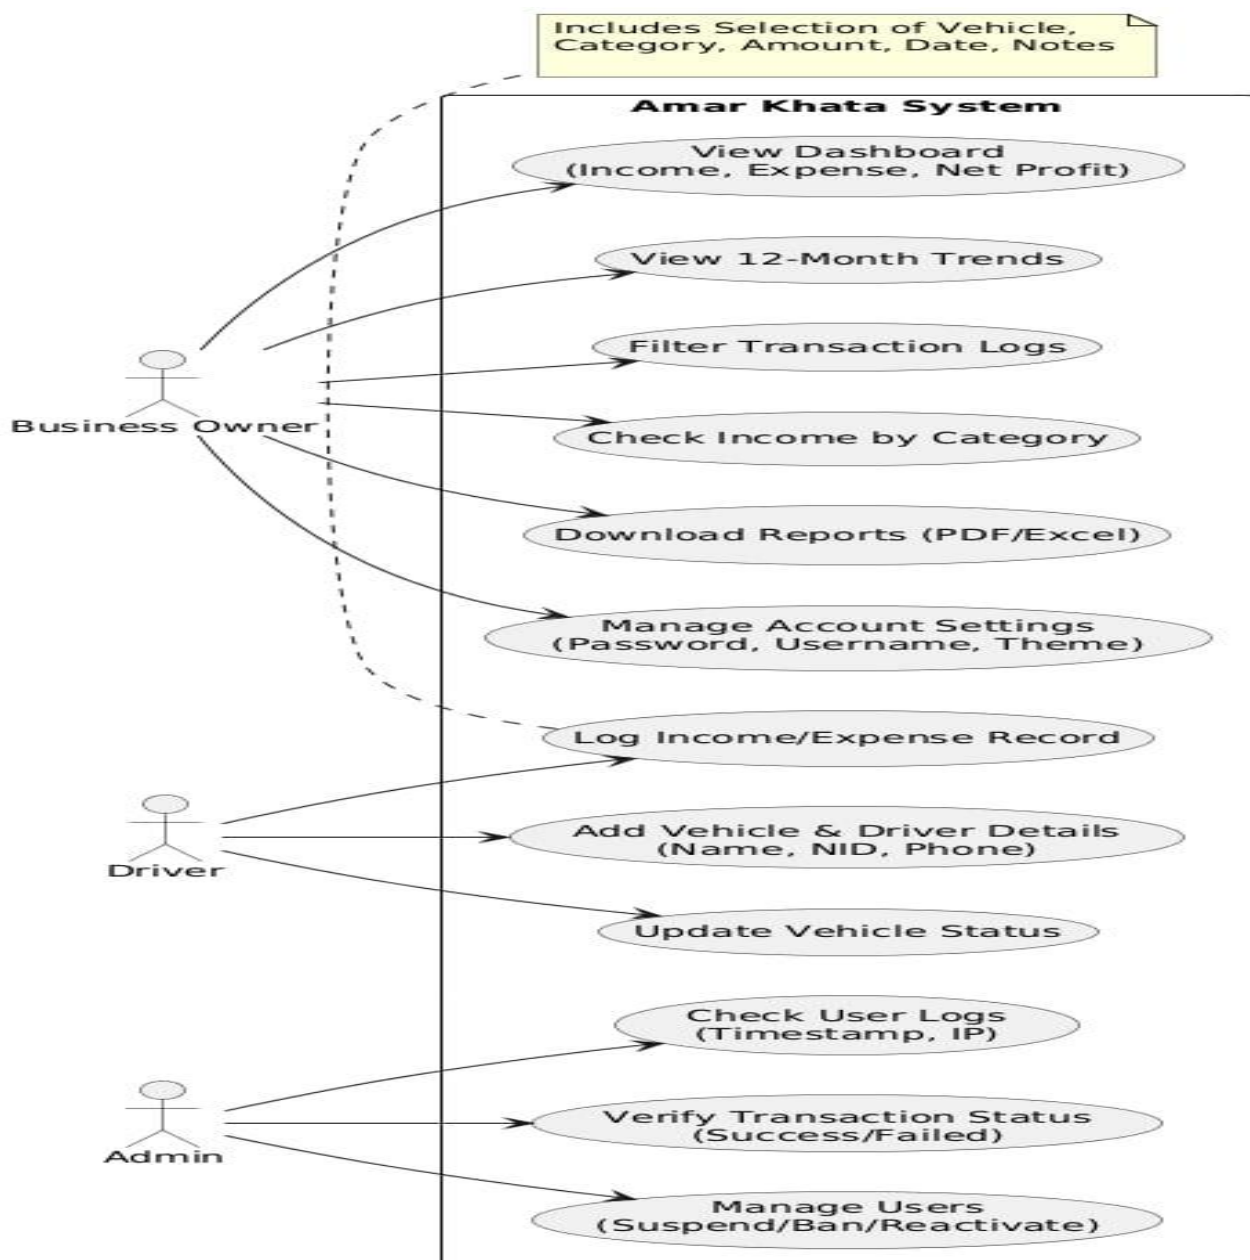 Includes Selection of Vehicle,
Category, Amount, Date, Notes
Amar Khata System
View Dashboard
(Income, Expense, Net Profit)
View 12-Month Trends
Filter Transaction Logs
Business Owner
Check Income by Category
Download Reports (PDF/Excel)
Manage Account Settings
(Password, Username, Theme)
Log Income/Expense Record
Driver
Add Vehicle & Driver Details
(Name, NID, Phone)
Update Vehicle Status
Check User Logs
(Timestamp, IP)
Admin
Verify Transaction Status
(Success/Failed)
Manage Users
(Suspend/Ban/Reactivate)